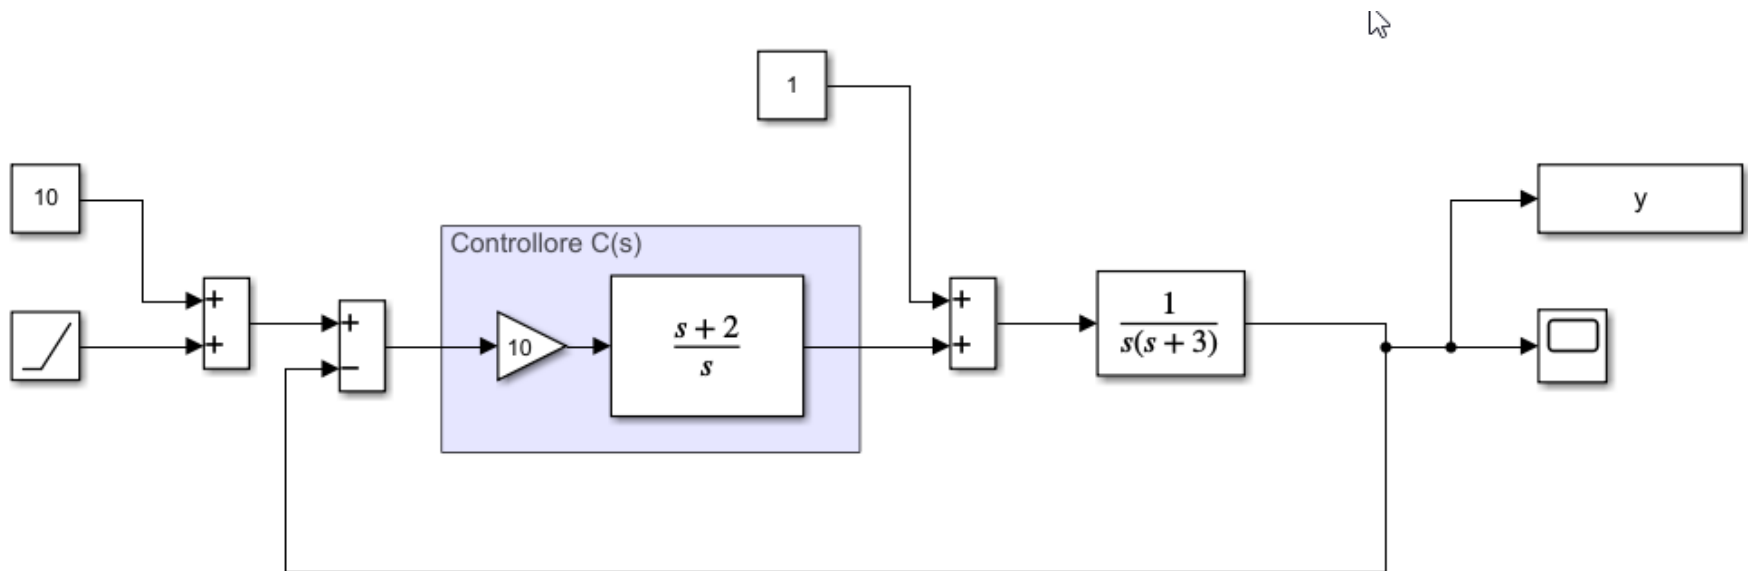 1
10
Controllore C(s)
+
+
+
−
10
s + 2
s
+
+
1
s(s + 3)
y